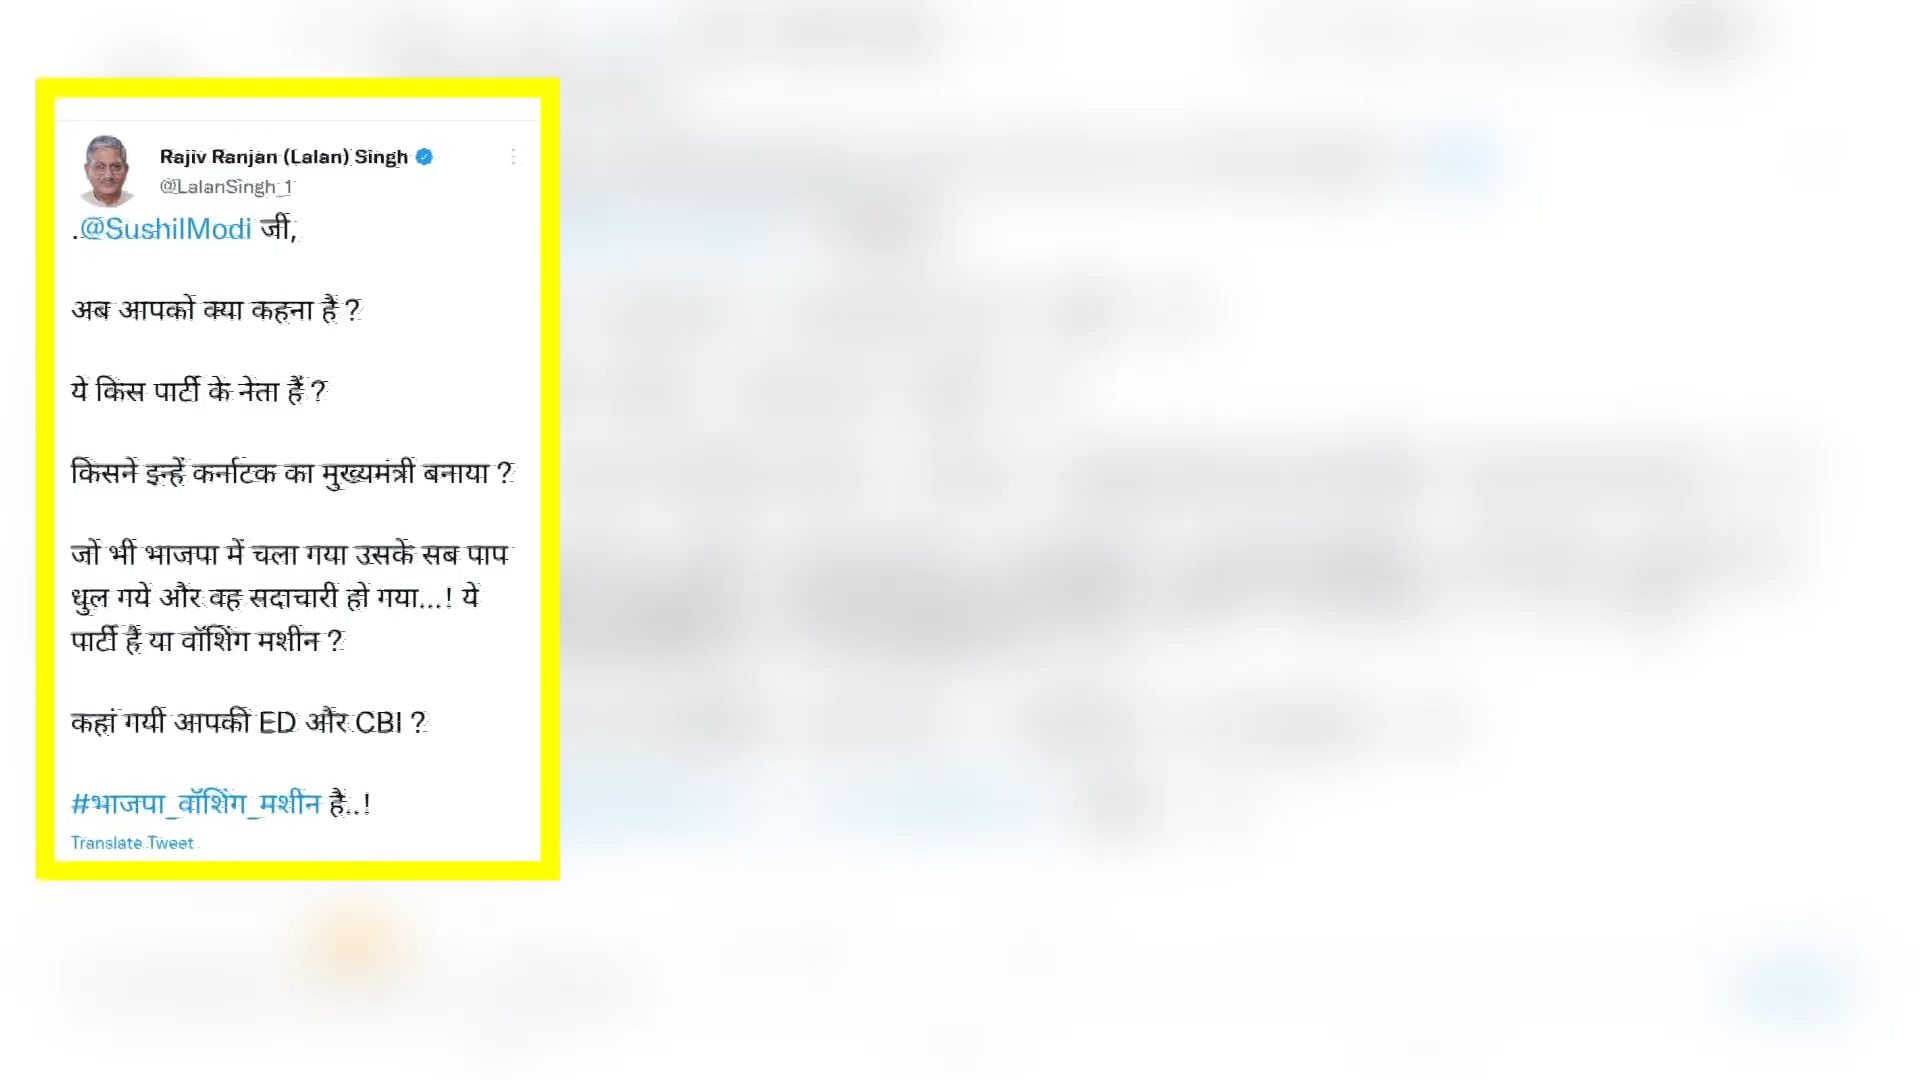 Rajiv Ranjan (Lalan) Singh
@LalanSingh_1
.@SushilModi जी,
अब आपको क्या कहना है ?
ये किस पार्टी के नेता हैं ?
किसने इन्हें कर्नाटक का मुख्यमंत्री बनाया ?
जो भी भाजपा में चला गया उसके सब पाप
धुल गये और वह सदाचारी हो गया...! ये
पार्टी है या वॉशिंग मशीन ?
कहां गयी आपकी ED और CBI ?
#भाजपा_वॉशिंग_मशीन है..!
Translate Tweet